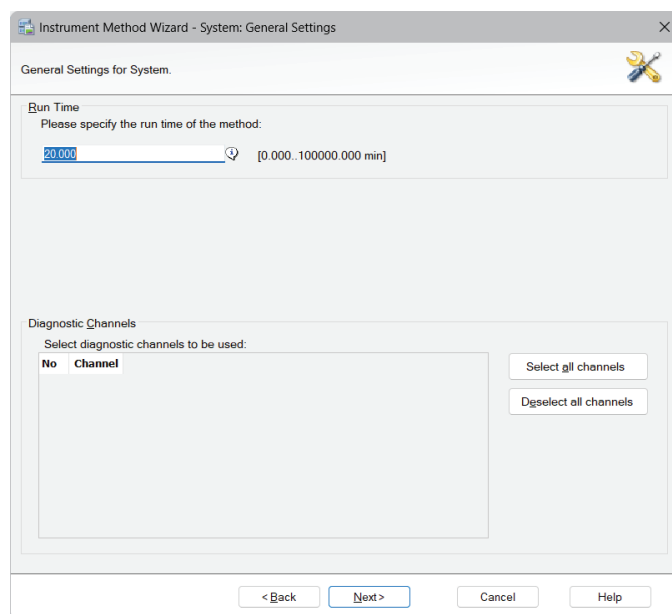 Instrument Method Wizard - System: General Settings
General Settings for System.
Run Time
Please specify the run time of the method:
20.000 [0.000..100000.000 min]
Diagnostic Channels
Select diagnostic channels to be used:
No Channel
Select all channels
Deselect all channels
< Back Next > Cancel Help